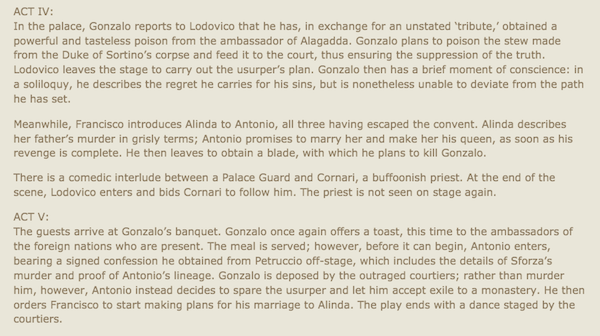 ACT IV:
In the palace, Gonzalo reports to Lodovico that he has, in exchange for an unstated ‘tribute,’ obtained a
powerful and tasteless poison from the ambassador of Alagadda. Gonzalo plans to poison the stew made
from the Duke of Sortino's corpse and feed it to the court, thus ensuring the suppression of the truth.
Lodovico leaves the stage to carry out the usurper's plan. Gonzalo then has a brief moment of conscience: in
a soliloquy, he describes the regret he carries for his sins, but is nonetheless unable to deviate from the path
he has set.
Meanwhile, Francisco introduces Alinda to Antonio, all three having escaped the convent. Alinda describes
her father's murder in grisly terms; Antonio promises to marry her and make her his queen, as soon as his
revenge is complete. He then leaves to obtain a blade, with which he plans to kill Gonzalo.
There is a comedic interlude between a Palace Guard and Cornari, a buffoonish priest. At the end of the
scene, Lodovico enters and bids Cornari to follow him. The priest is not seen on stage again.
ACT V:
The guests arrive at Gonzalo's banquet. Gonzalo once again offers a toast, this time to the ambassadors of
the foreign nations who are present. The meal is served; however, before it can begin, Antonio enters,
bearing a signed confession he obtained from Petruccio off-stage, which includes the details of Sforza's
murder and proof of Antonio's lineage. Gonzalo is deposed by the outraged courtiers; rather than murder
him, however, Antonio instead decides to spare the usurper and let him accept exile to a monastery. He then
orders Francisco to start making plans for his marriage to Alinda. The play ends with a dance staged by the
courtiers.